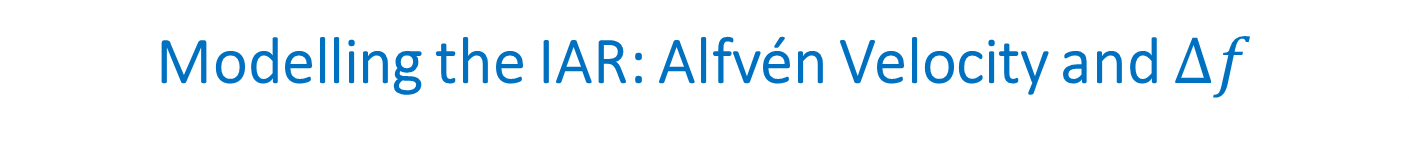 Modelling the IAR: Alfvén Velocity and Δ𝑓